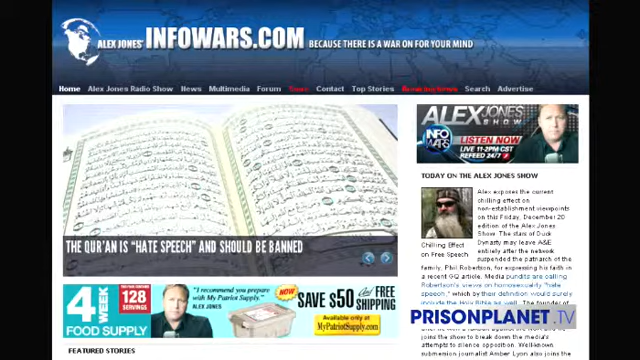 ALEX JONES' INFOWARS.COM BECAUSE THERE IS A WAR ON FOR YOUR MIND
Home Alex Jones Radio Show News Multimedia Forum Contact Top Stories Breaking News Search Advertise
THE QUR'AN IS "HATE SPEECH" AND SHOULD BE BANNED
4 WEEK
FOOD SUPPLY
128
SERVINGS
"I recommend you prepare
with My Patriot Supply."
ALEX JONES
NOW
SAVE $50 & FREE
SHIPPING
Available only at
MyPatriotSupply.com
FEATURED STORIES
ALEX JONES
SHOW
INFO
WARS
LISTEN NOW
LIVE 11-2PM CST
REFEED 24/7
TODAY ON THE ALEX JONES SHOW
Chilling Effect
on Free Speech
Alex exposes the current
chilling effect on
non-establishment viewpoints
on this Friday, December 20
edition of the Alex Jones
Show. The stars of Duck
Dynasty may leave A&E
entirely after the network
suspended the patriarch of the
family, Phil Robertson, for expressing his faith in
a recent GQ article. Media pundits are calling
Robertson's views on homosexuality "hate
speech," which by their definition would surely
include the Holy Bible as well. The founder of
PRISONPLANET.TV
join the show to break down the media's
attempts to silence opposition. Well-known
submersion journalist Amber Lyon also joins the